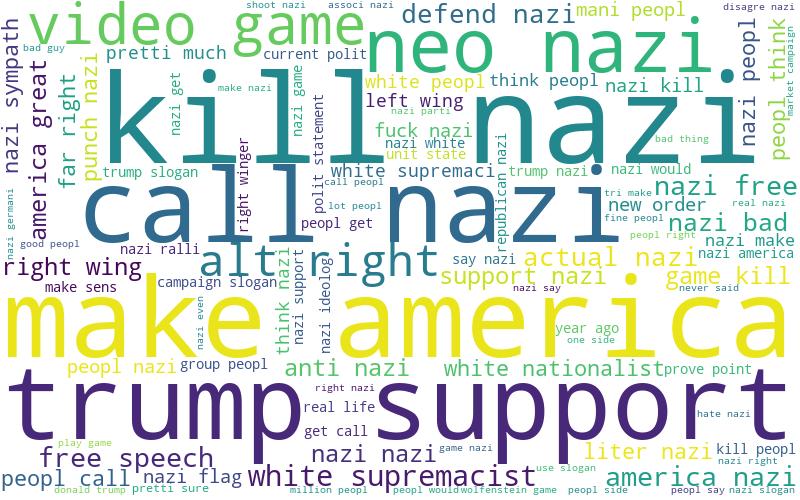 shoot nazi
associ nazi
disagre nazi
video game
defend nazi
mani peopl
nazi sympath
bad guy
pretti much
current polit
neo nazi
nazi peopl
peopl think
market campaign
america great
far right
punch nazi
kill nazi
nazi get
make nazi
nazi game
white peopl
think peopl
nazi kill
left wing
nazi parti
fuck nazi
nazi white
unit state
bad thing
trump slogan
right winger
polit statement
white supremaci
trump nazi
nazi would
call nazi
call peopl
lot peopl
peopl get
republican nazi
tri make
real nazi
nazi free
new order
fine peopl
nazi bad
peopl right
nazi make
nazi america
nazi germani
good peopl
nazi ralli
alt right
say nazi
actual nazi
right wing
make sens
campaign slogan
think nazi
nazi support
nazi ideolog
support nazi
game kill
nazi say
never said
make america
nazi even
year ago
one side
peopl nazi
group peopl
anti nazi
white nationalist
prove point
trump support
right nazi
real life
get call
hate nazi
play game
free speech
nazi nazi
game nazi
liter nazi
kill peopl
nazi right
peopl call
nazi flag
white supremacist
use slogan
america nazi
donald trump
pretti sure
million peopl
peopl would
wolfenstein game
peopl side
peopl say
nazi slogan